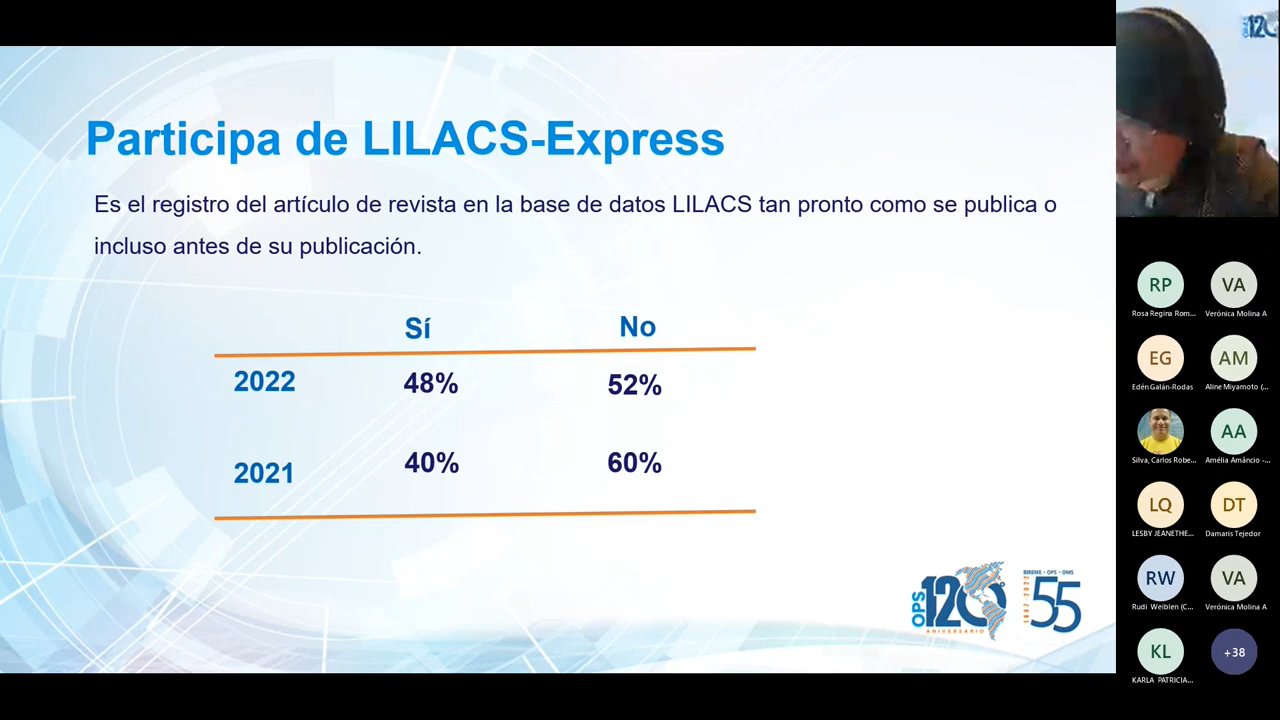 Participa de LILACS-Express
Es el registro del artículo de revista en la base de datos LILACS tan pronto como se publica o
incluso antes de su publicación.
Sí No
2022 48% 52%
2021 40% 60%
OPS 120 ANIVERSARIO
BIREME • OPS • OMS
1967 - 2022
55
120
RP VA
Rosa Regina Rom... Verónica Molina A
EG AM
Edén Galán-Rodas Aline Miyamoto (...
AA
Silva, Carlos Robe... Amélia Amâncio -...
LQ DT
LESBY JEANETHE... Damaris Tejedor
RW VA
Rudi Weiblen (C... Verónica Molina A
KL +38
KARLA PATRICIA...